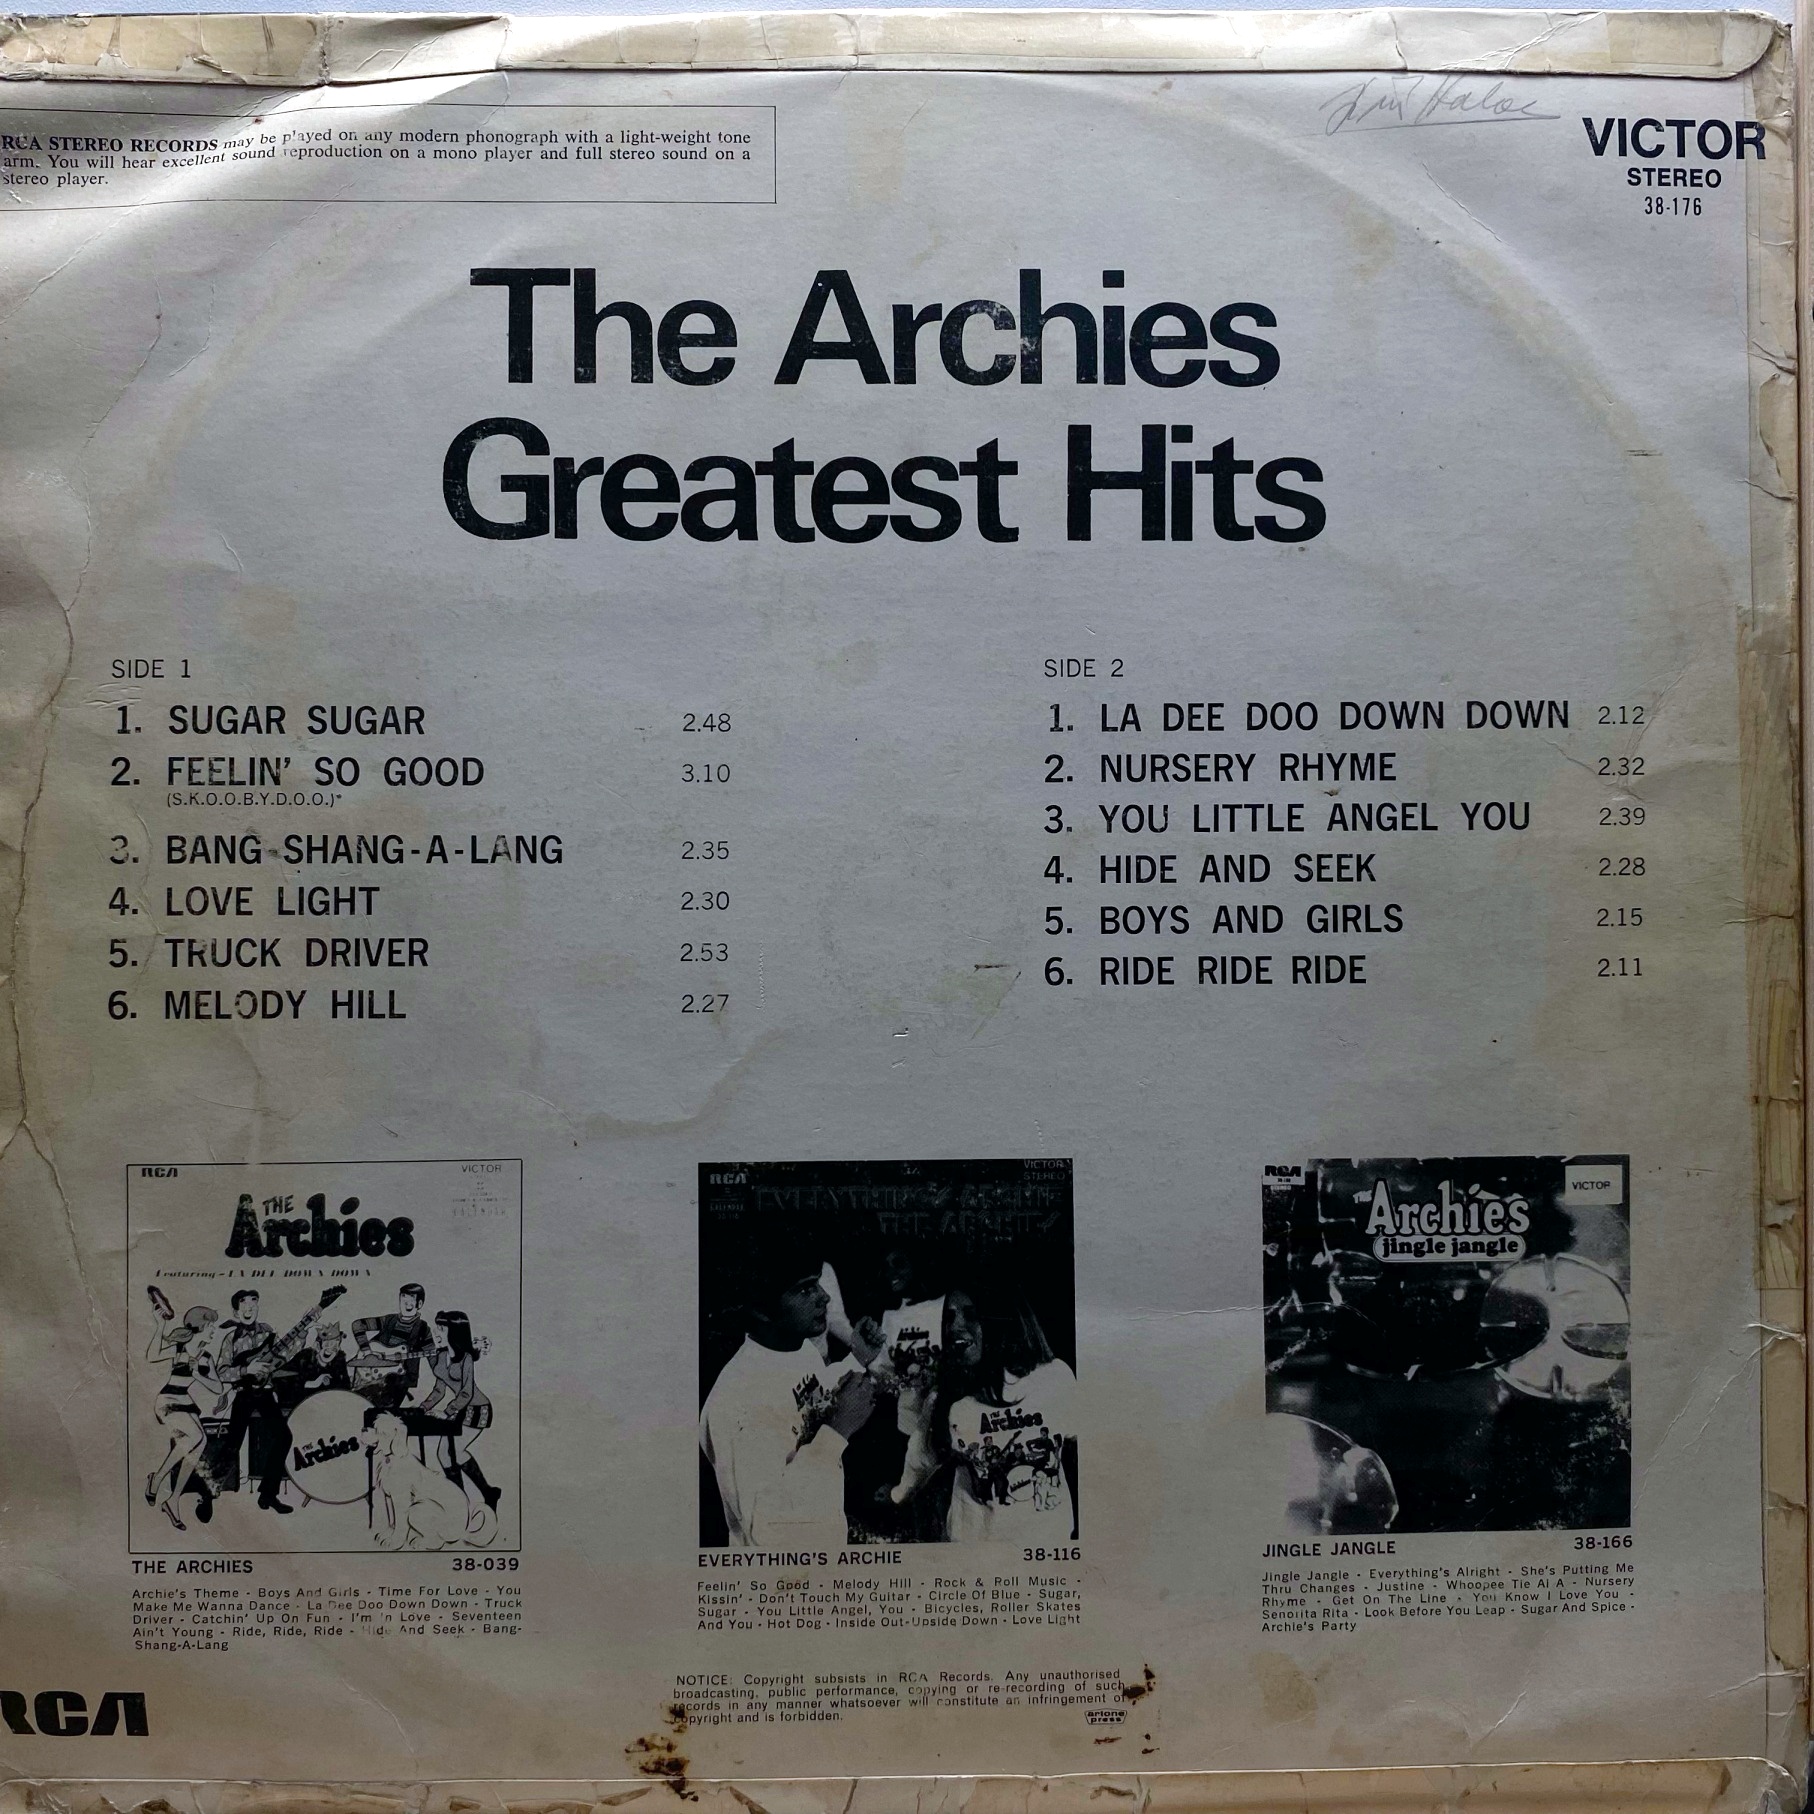 RCA STEREO RECORDS may be played on any modern phonograph with a light-weight tone
arm. You will hear excellent sound reproduction on a mono player and full stereo sound on a
stereo player.
VICTOR
STEREO
38-176
The Archies
Greatest Hits
SIDE 1
1. SUGAR SUGAR 2.48
2. FEELIN' SO GOOD 3.10
(S.K.O.O.B.Y.D.O.O.)*
3. BANG-SHANG-A-LANG 2.35
4. LOVE LIGHT 2.30
5. TRUCK DRIVER 2.53
6. MELODY HILL 2.27
SIDE 2
1. LA DEE DOO DOWN DOWN 2.12
2. NURSERY RHYME 2.32
3. YOU LITTLE ANGEL YOU 2.39
4. HIDE AND SEEK 2.28
5. BOYS AND GIRLS 2.15
6. RIDE RIDE RIDE 2.11
RCA VICTOR
THE
Archies
Featuring - LA DEE DOWN DOWN
THE Archies
THE ARCHIES 38-039
Archie's Theme - Boys And Girls - Time For Love - You
Make Me Wanna Dance - La Dee Doo Down Down - Truck
Driver - Catchin' Up On Fun - I'm In Love - Seventeen
Ain't Young - Ride, Ride, Ride - Hide And Seek - Bang-
Shang-A-Lang
RCA VICTOR
STEREO
EVERYTHING'S ARCHIE
THE ARCHIES
Archies
THE
Archies
EVERYTHING'S ARCHIE 38-116
Feelin' So Good - Melody Hill - Rock & Roll Music -
Kissin' - Don't Touch My Guitar - Circle Of Blue - Sugar,
Sugar - You Little Angel, You - Bicycles, Roller Skates
And You - Hot Dog - Inside Out-Upside Down - Love Light
RCA VICTOR
THE
Archies
jingle jangle
JINGLE JANGLE 38-166
Jingle Jangle - Everything's Alright - She's Putting Me
Thru Changes - Justine - Whoopee Tie Ai A - Nursery
Rhyme - Get On The Line - You Know I Love You -
Senorita Rita - Look Before You Leap - Sugar And Spice -
Archie's Party
NOTICE: Copyright subsists in RCA Records. Any unauthorised
broadcasting, public performance, copying or re-recording of such
records in any manner whatsoever will constitute an infringement of
copyright and is forbidden.
arione
press
RCA